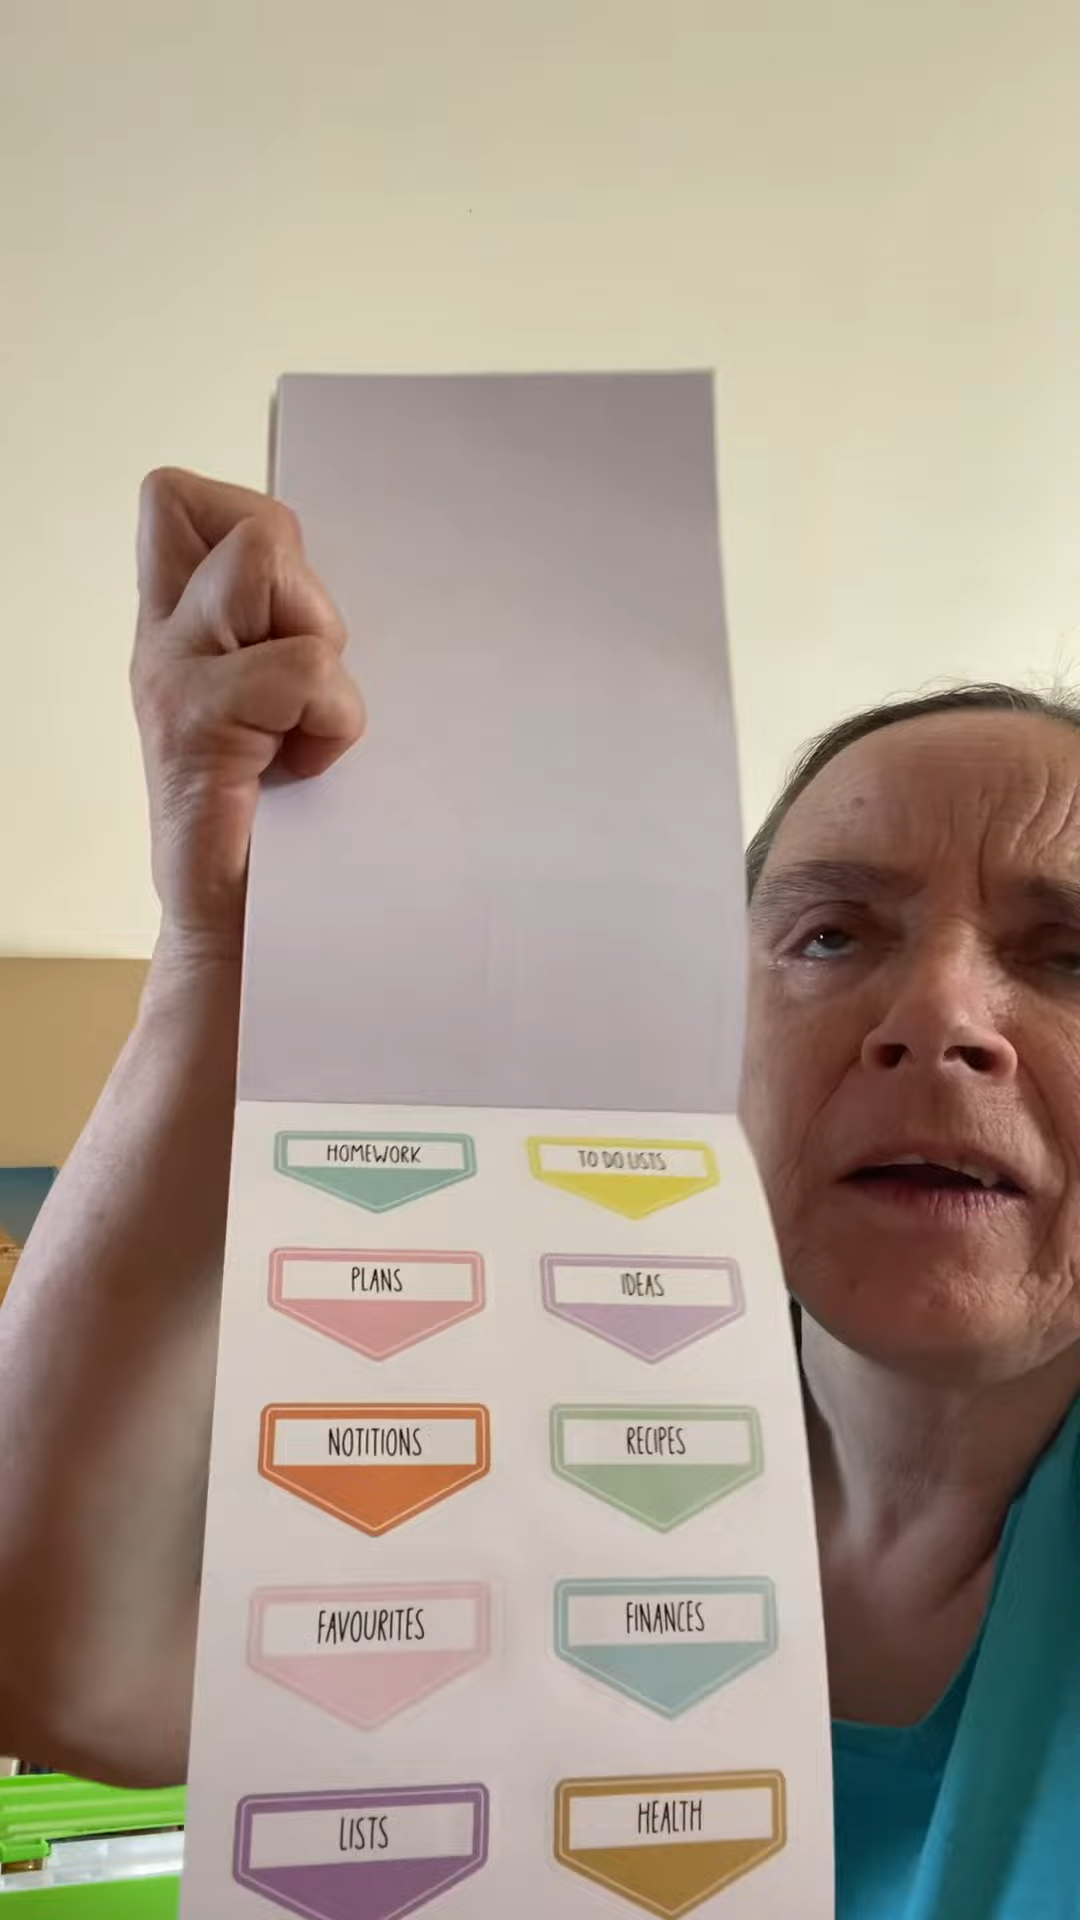 HOMEWORK
TO DO LISTS
PLANS
IDEAS
NOTITIONS
RECIPES
FAVOURITES
FINANCES
LISTS
HEALTH